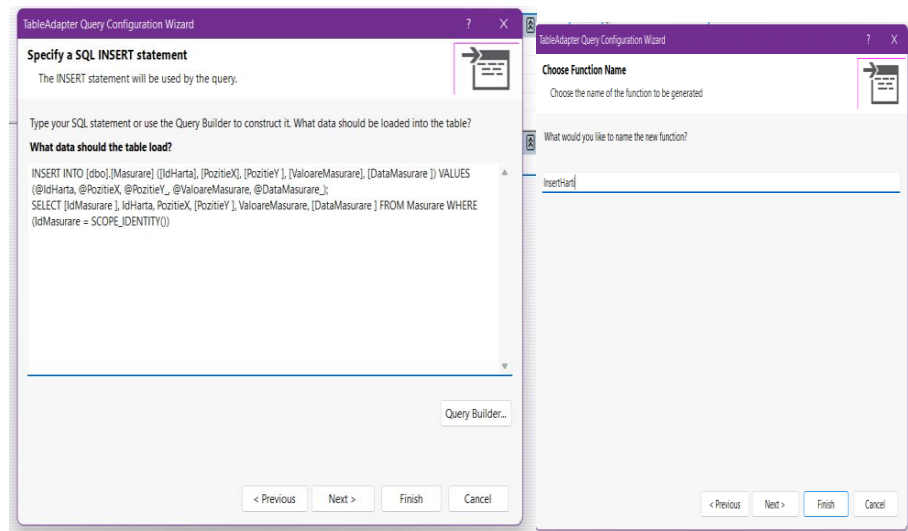 TableAdapter Query Configuration Wizard ? X
Specify a SQL INSERT statement
The INSERT statement will be used by the query.
Type your SQL statement or use the Query Builder to construct it. What data should be loaded into the table?
What data should the table load?
INSERT INTO [dbo].[Masurare] ([IdHarta], [PozitieX], [PozitieY ], [ValoareMasurare], [DataMasurare ]) VALUES
(@IdHarta, @PozitieX, @PozitieY_, @ValoareMasurare, @DataMasurare_);
SELECT [IdMasurare ], IdHarta, PozitieX, [PozitieY ], ValoareMasurare, [DataMasurare ] FROM Masurare WHERE
(IdMasurare = SCOPE_IDENTITY())
Query Builder...
< Previous Next > Finish Cancel
TableAdapter Query Configuration Wizard ? X
Choose Function Name
Choose the name of the function to be generated
What would you like to name the new function?
InsertHarti
< Previous Next > Finish Cancel